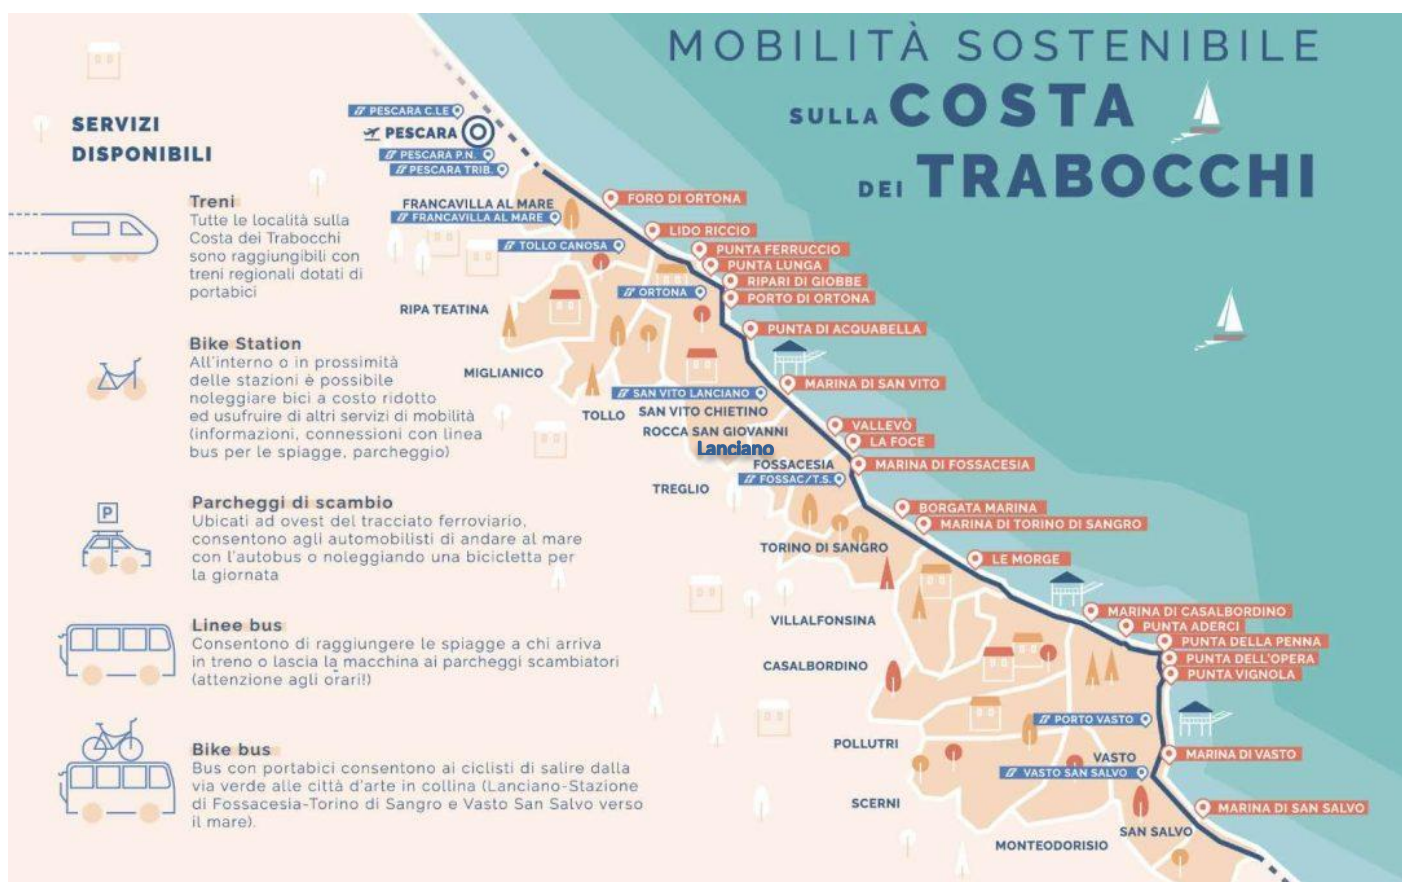 MOBILITÀ SOSTENIBILE
SULLA COSTA
DEI TRABOCCHI
SERVIZI
DISPONIBILI
Treni
Tutte le località sulla
Costa dei Trabocchi
sono raggiungibili con
treni regionali dotati di
portabici
Bike Station
All'interno o in prossimità
delle stazioni è possibile
noleggiare bici a costo ridotto
ed usufruire di altri servizi di mobilità
(informazioni, connessioni con linea
bus per le spiagge, parcheggio)
P
Parcheggi di scambio
Ubicati ad ovest del tracciato ferroviario,
consentono agli automobilisti di andare al mare
con l'autobus o noleggiando una bicicletta per
la giornata
Linee bus
Consentono di raggiungere le spiagge a chi arriva
in treno o lascia la macchina ai parcheggi scambiatori
(attenzione agli orari!)
Bike bus
Bus con portabici consentono ai ciclisti di salire dalla
via verde alle città d'arte in collina (Lanciano-Stazione
di Fossacesia-Torino di Sangro e Vasto San Salvo verso
il mare).
PESCARA C.LE
PESCARA
PESCARA P.N.
PESCARA TRIB.
FRANCAVILLA AL MARE
FRANCAVILLA AL MARE
TOLLO CANOSA
ORTONA
RIPA TEATINA
MIGLIANICO
TOLLO
SAN VITO LANCIANO
SAN VITO CHIETINO
ROCCA SAN GIOVANNI
Lanciano
FOSSACESIA
FOSSAC/T.S.
TREGLIO
TORINO DI SANGRO
VILLALFONSINA
CASALBORDINO
POLLUTRI
SCERNI
PORTO VASTO
VASTO
VASTO SAN SALVO
SAN SALVO
MONTEODORISIO
FORO DI ORTONA
LIDO RICCIO
PUNTA FERRUCCIO
PUNTA LUNGA
RIPARI DI GIOBBE
PORTO DI ORTONA
PUNTA DI ACQUABELLA
MARINA DI SAN VITO
VALLEVÒ
LA FOCE
MARINA DI FOSSACESIA
BORGATA MARINA
MARINA DI TORINO DI SANGRO
LE MORGE
MARINA DI CASALBORDINO
PUNTA ADERCI
PUNTA DELLA PENNA
PUNTA DELL'OPERA
PUNTA VIGNOLA
MARINA DI VASTO
MARINA DI SAN SALVO